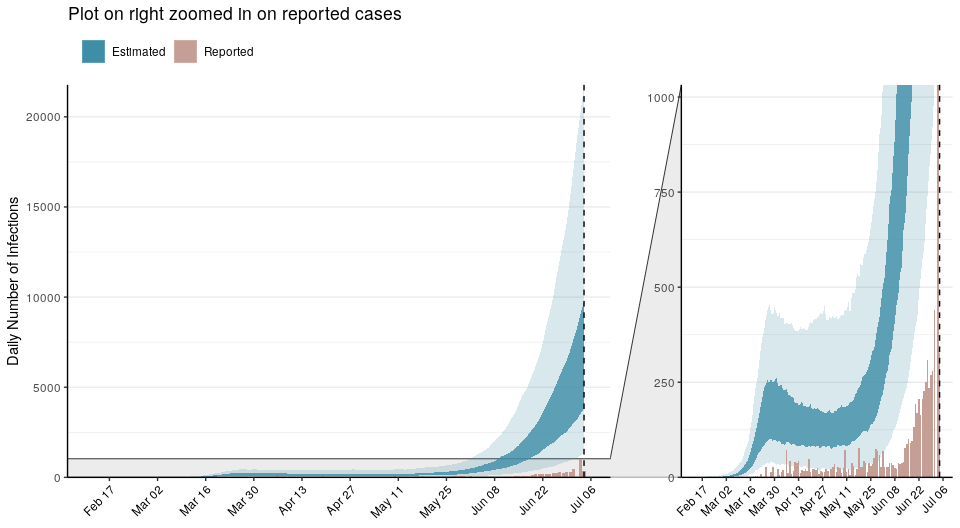 Plot on right zoomed in on reported cases
Estimated Reported
Daily Number of Infections
20000
15000
10000
5000
0
Feb 17 Mar 02 Mar 16 Mar 30 Apr 13 Apr 27 May 11 May 25 Jun 08 Jun 22 Jul 06
1000
750
500
250
0
Feb 17 Mar 02 Mar 16 Mar 30 Apr 13 Apr 27 May 11 May 25 Jun 08 Jun 22 Jul 06